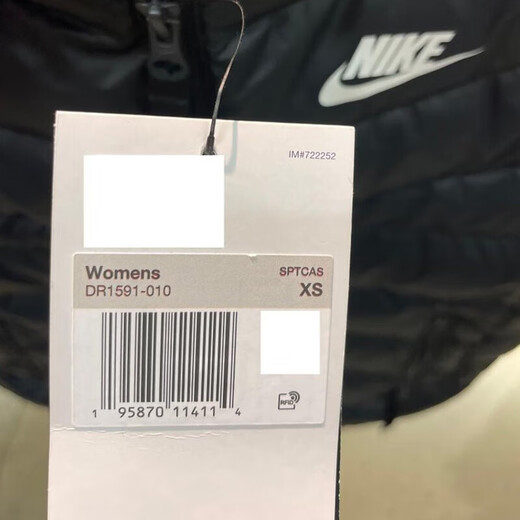 NIKE
IM#722252
Womens SPTCAS
DR1591-010 XS
1 95870 11411 4
RFID